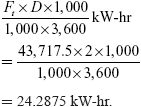 Fₜ × D × 1,000
1,000 × 3,600 kW-hr
= 43,717.5 × 2 × 1,000
1,000 × 3,600
= 24.2875 kW-hr.